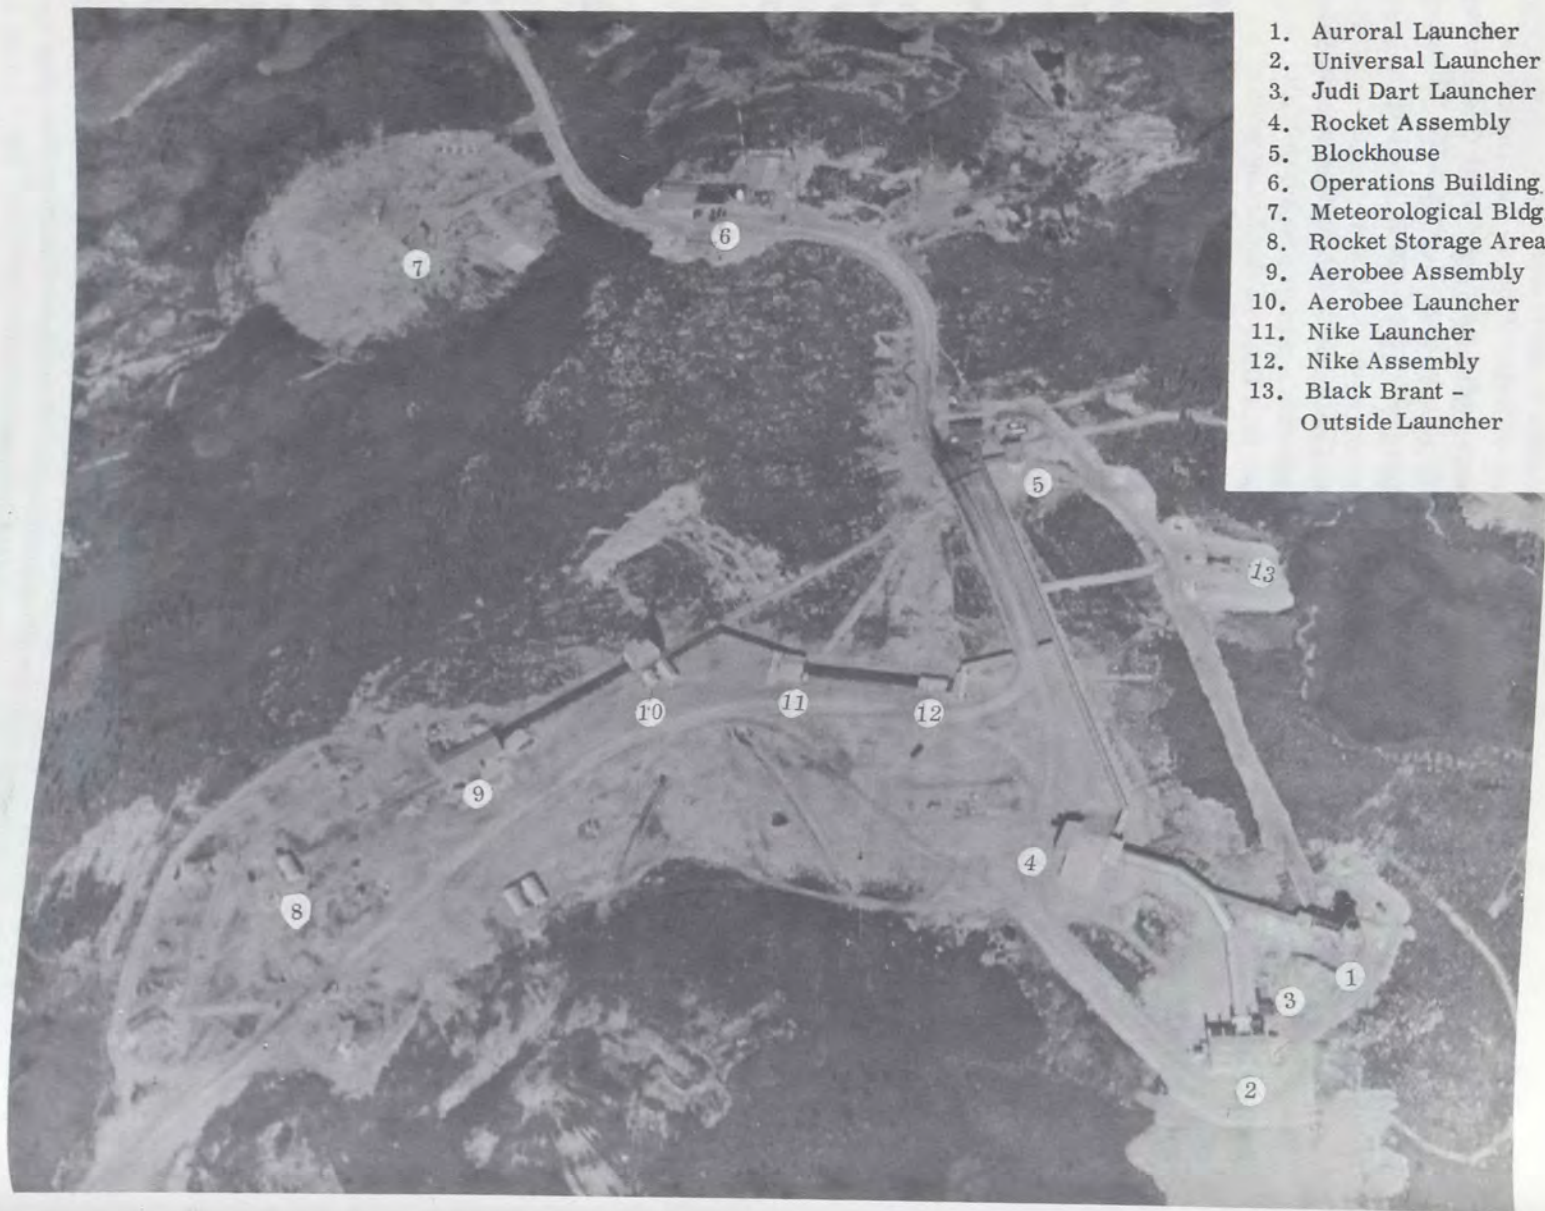 1. Auroral Launcher
2. Universal Launcher
3. Judi Dart Launcher
4. Rocket Assembly
5. Blockhouse
6. Operations Building
7. Meteorological Bldg
8. Rocket Storage Area
9. Aerobee Assembly
10. Aerobee Launcher
11. Nike Launcher
12. Nike Assembly
13. Black Brant -
Outside Launcher
6
7
5
13
10
11
12
9
4
8
1
3
2